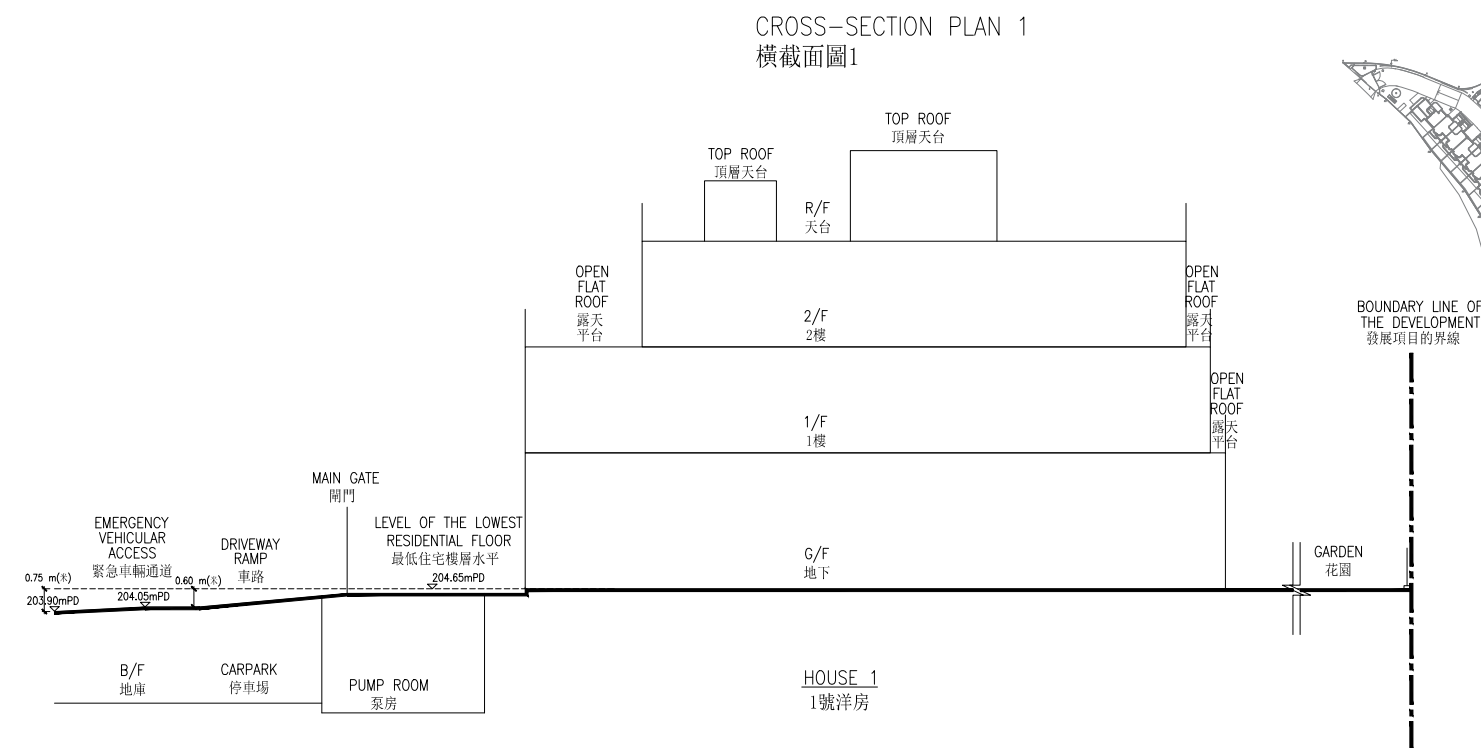 CROSS-SECTION PLAN 1
橫截面圖1
TOP ROOF
頂層天台
TOP ROOF
頂層天台
R/F
天台
OPEN
FLAT
ROOF
露天
平台
OPEN
FLAT
ROOF
露天
平台
2/F
2樓
BOUNDARY LINE OF
THE DEVELOPMENT
發展項目的界線
OPEN
FLAT
ROOF
露天
平台
1/F
1樓
MAIN GATE
閘門
EMERGENCY
VEHICULAR
ACCESS
緊急車輛通道
DRIVEWAY
RAMP
車路
LEVEL OF THE LOWEST
RESIDENTIAL FLOOR
最低住宅樓層水平
G/F
地下
GARDEN
花園
0.75 m(米)
0.60 m(米)
204.65mPD
203.90mPD
204.05mPD
B/F
地庫
CARPARK
停車場
PUMP ROOM
泵房
HOUSE 1
1號洋房